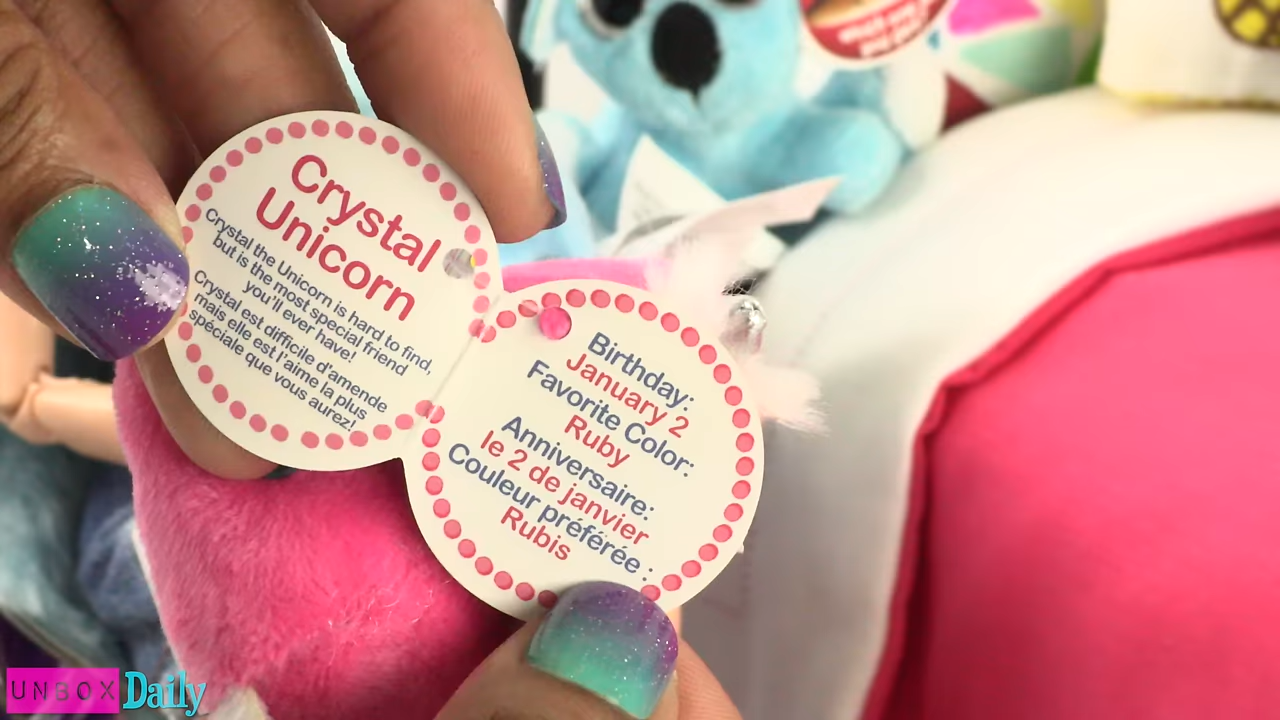 Crystal
Unicorn
Crystal the Unicorn is hard to find,
but is the most special friend
you'll ever have!
Crystal est difficile d'amende
mais elle est l'aime la plus
spéciale que vous aurez!
Birthday:
January 2
Favorite Color:
Ruby
Anniversaire:
le 2 de janvier
Couleur préférée :
Rubis
UNBOX Daily